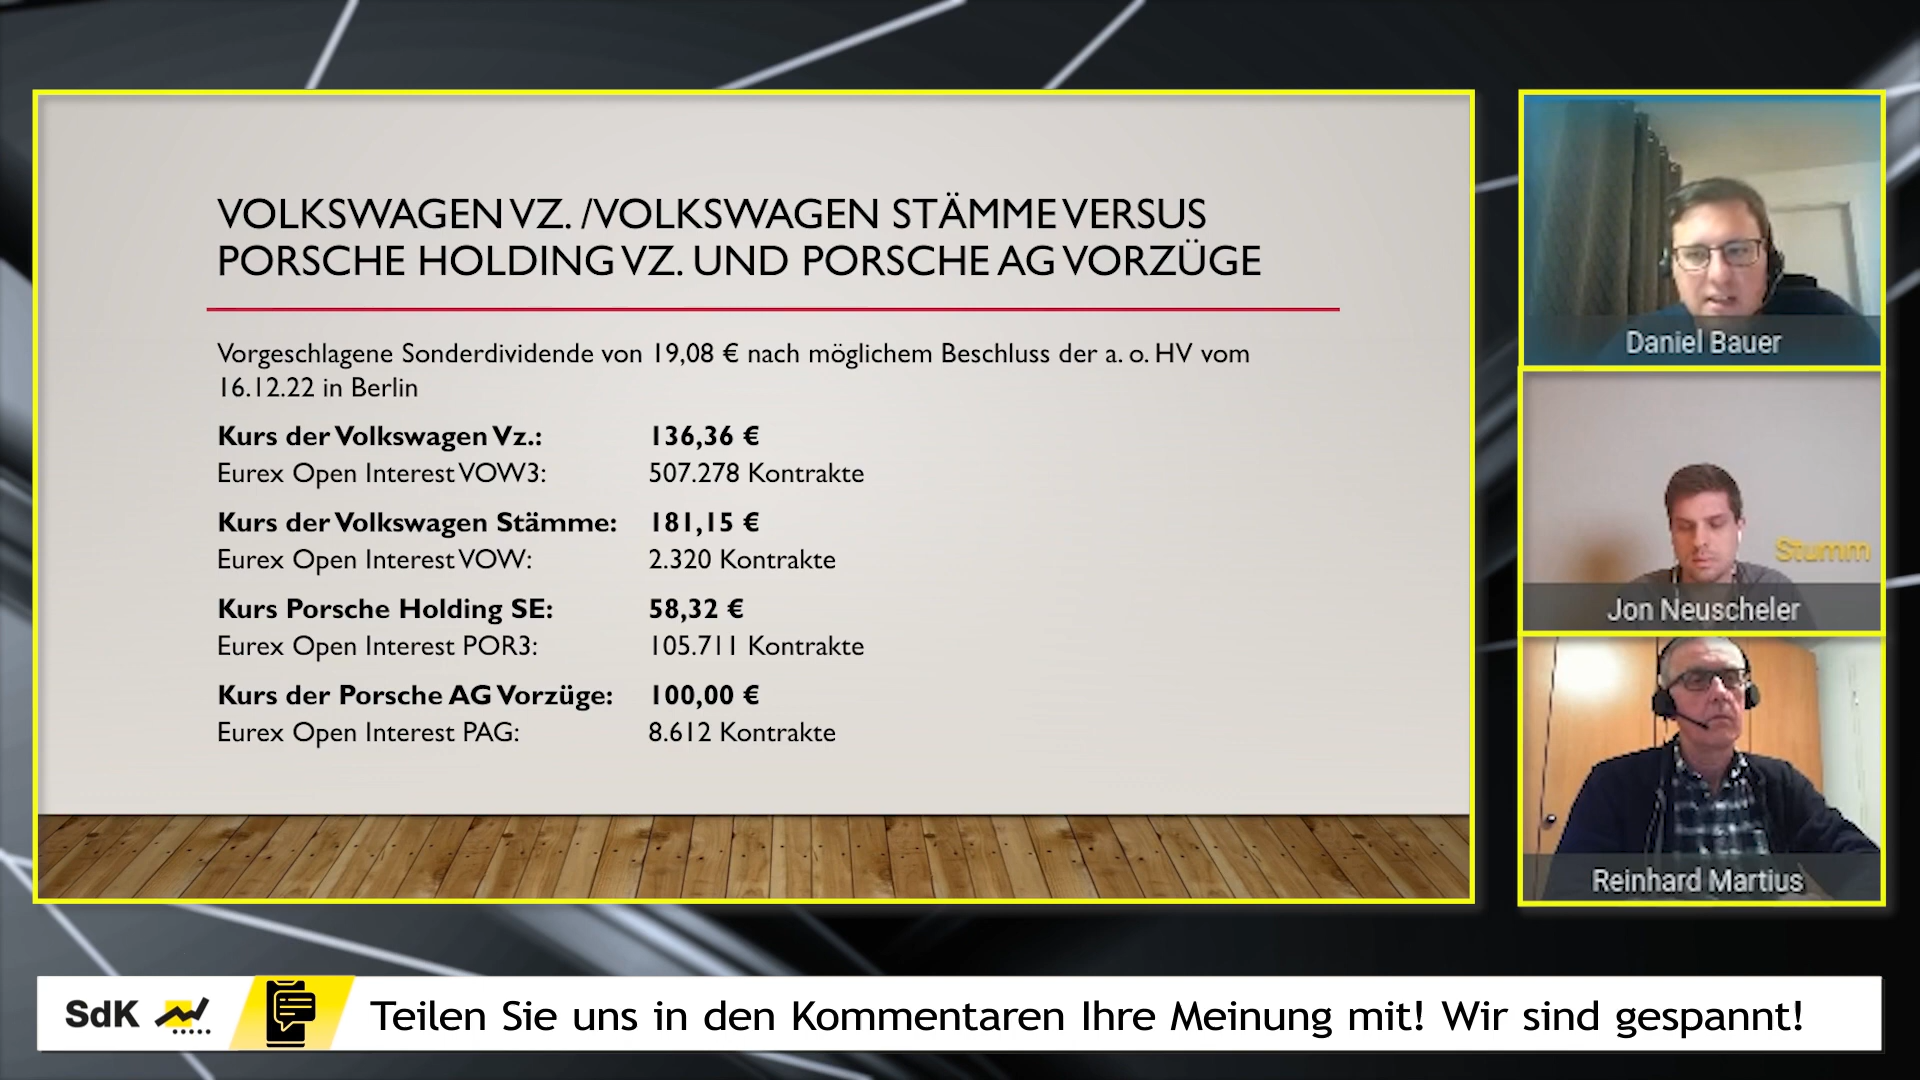 VOLKSWAGEN VZ. /VOLKSWAGEN STÄMME VERSUS
PORSCHE HOLDING VZ. UND PORSCHE AG VORZÜGE
Vorgeschlagene Sonderdividende von 19,08 € nach möglichem Beschluss der a. o. HV vom
16.12.22 in Berlin
Kurs der Volkswagen Vz.: 136,36 €
Eurex Open Interest VOW3: 507.278 Kontrakte
Kurs der Volkswagen Stämme: 181,15 €
Eurex Open Interest VOW: 2.320 Kontrakte
Kurs Porsche Holding SE: 58,32 €
Eurex Open Interest POR3: 105.711 Kontrakte
Kurs der Porsche AG Vorzüge: 100,00 €
Eurex Open Interest PAG: 8.612 Kontrakte
Daniel Bauer
Stumm
Jon Neuscheler
Reinhard Martius
SdK
Teilen Sie uns in den Kommentaren Ihre Meinung mit! Wir sind gespannt!